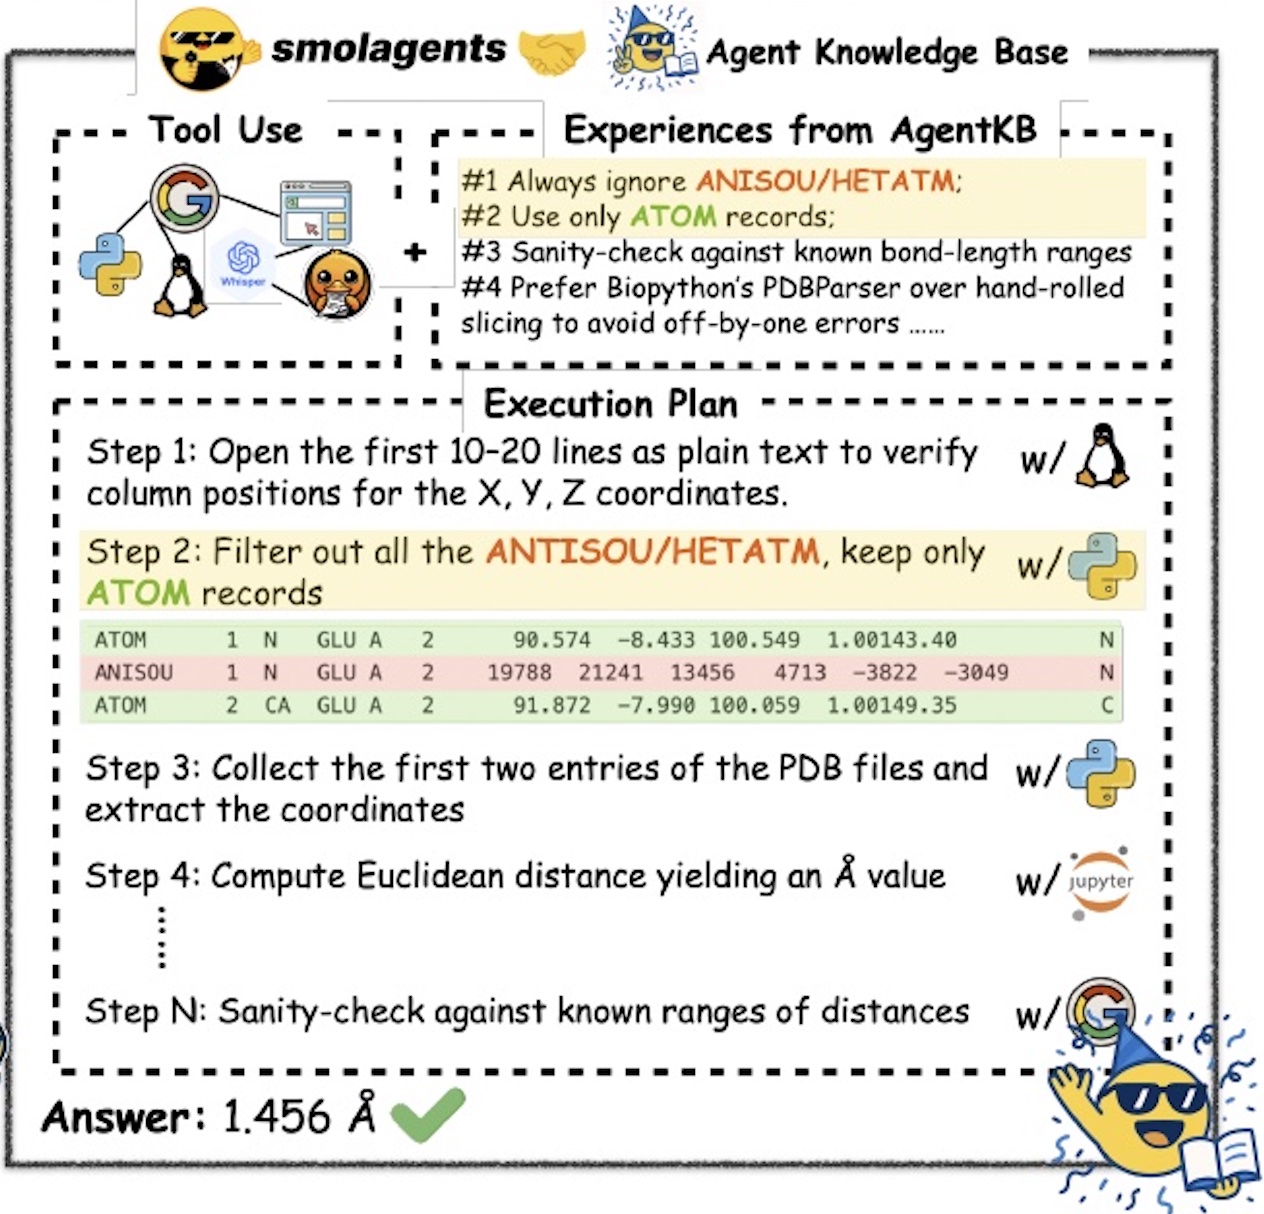 smolagents Agent Knowledge Base
Tool Use
Whisper
+
Experiences from AgentKB
#1 Always ignore ANISOU/HETATM;
#2 Use only ATOM records;
#3 Sanity-check against known bond-length ranges
#4 Prefer Biopython's PDBParser over hand-rolled
slicing to avoid off-by-one errors ......
Execution Plan
Step 1: Open the first 10-20 lines as plain text to verify w/
column positions for the X, Y, Z coordinates.
Step 2: Filter out all the ANTISOU/HETATM, keep only w/
ATOM records
ATOM 1 N GLU A 2 90.574 -8.433 100.549 1.00143.40 N
ANISOU 1 N GLU A 2 19788 21241 13456 4713 -3822 -3049 N
ATOM 2 CA GLU A 2 91.872 -7.990 100.059 1.00149.35 C
Step 3: Collect the first two entries of the PDB files and w/
extract the coordinates
Step 4: Compute Euclidean distance yielding an Å value w/ jupyter
Step N: Sanity-check against known ranges of distances w/
Answer: 1.456 Å